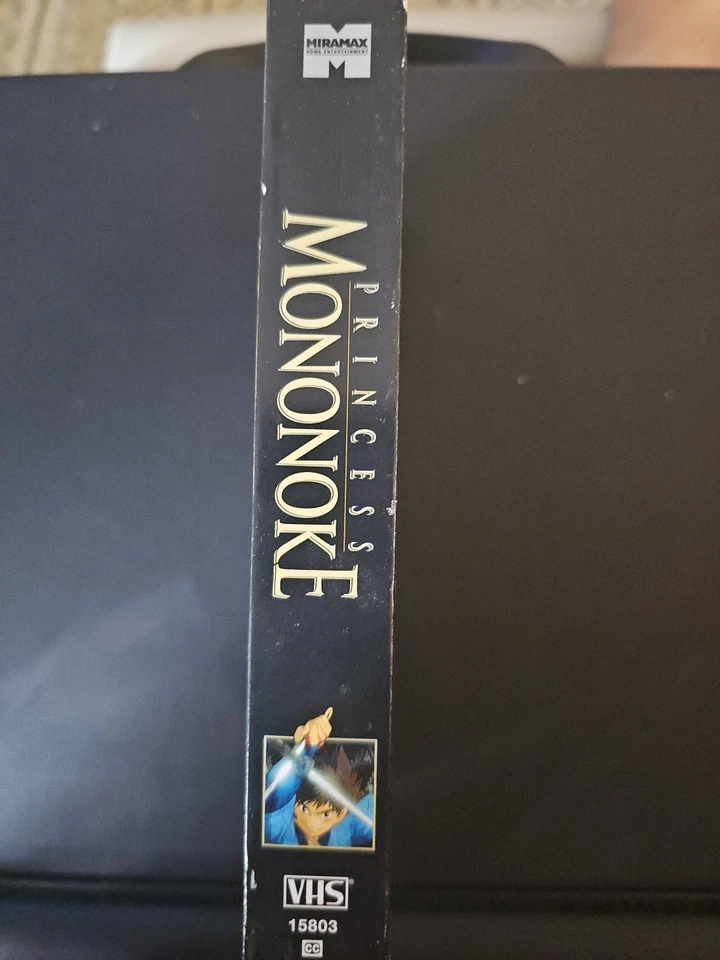 MIRAMAX
HOME ENTERTAINMENT
PRINCESS
MONONOKE
VHS
15803
CC